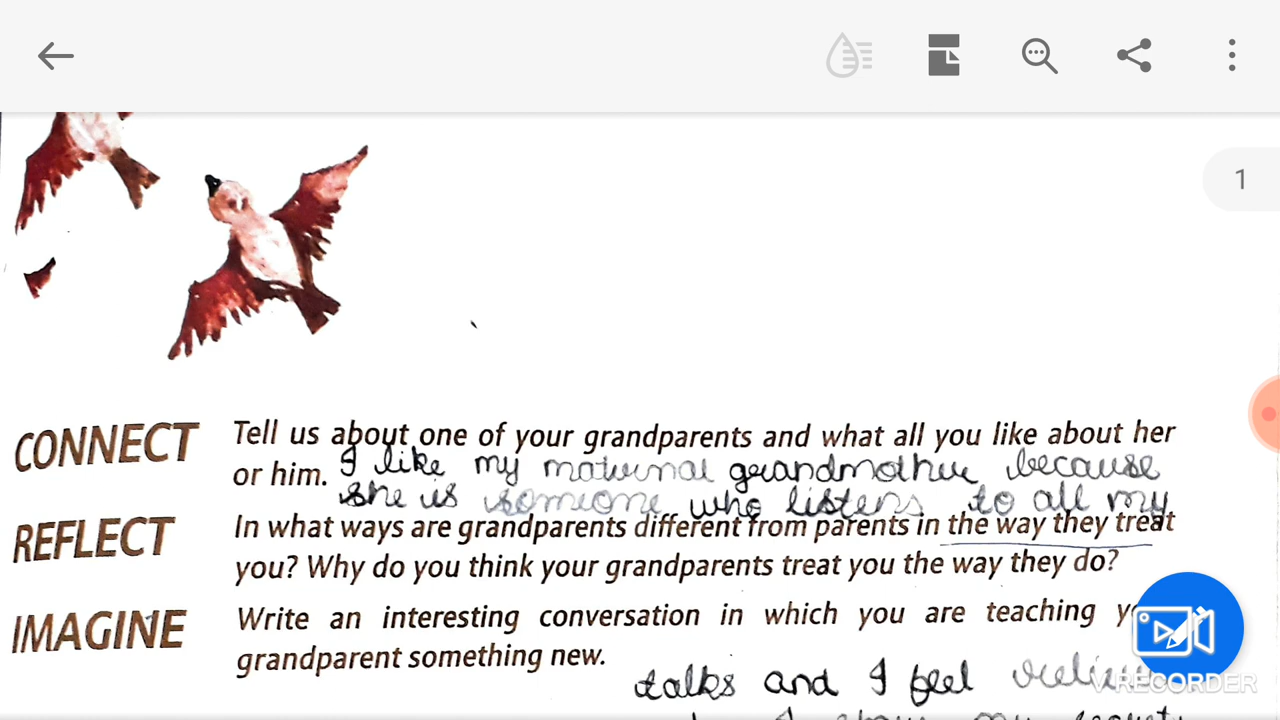 1
CONNECT Tell us about one of your grandparents and what all you like about her
or him. I like my maternal grandmother because
she is someone who listens to all my
REFLECT In what ways are grandparents different from parents in the way they treat
you? Why do you think your grandparents treat you the way they do?
IMAGINE Write an interesting conversation in which you are teaching
grandparent something new.
talks and I feel
VIRECORDER
my